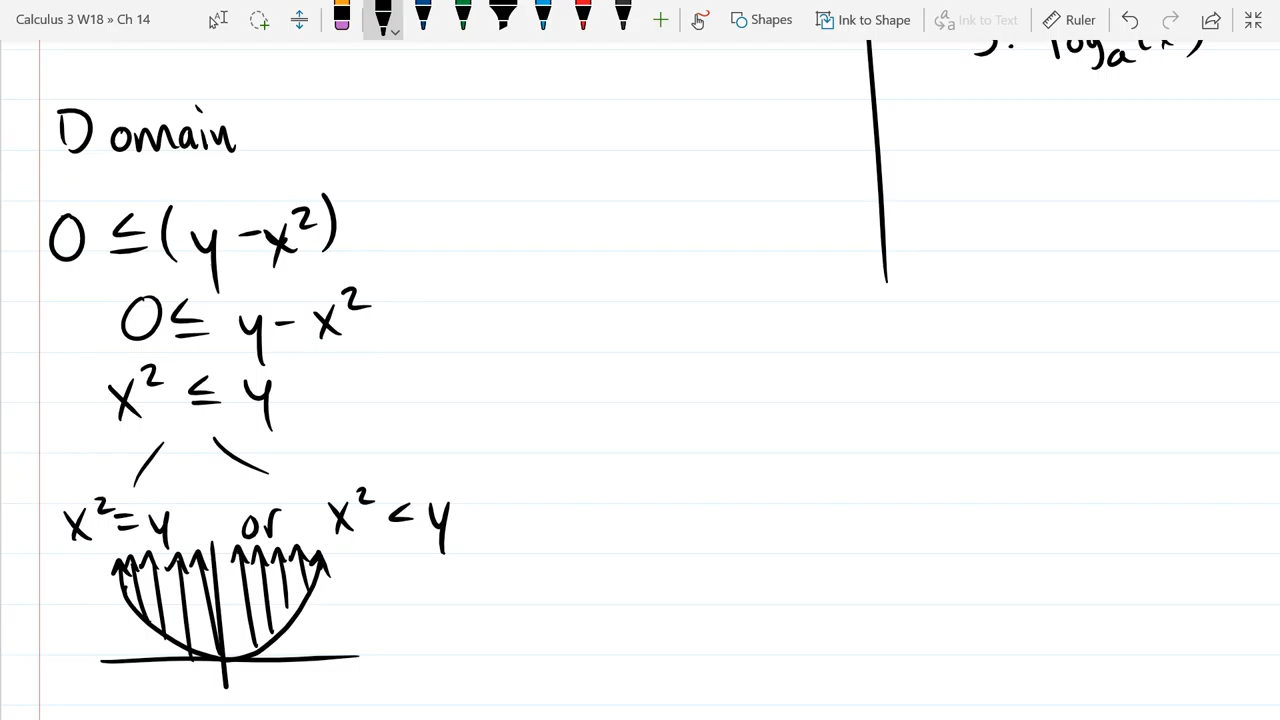 Calculus 3 W18 » Ch 14
Shapes
Ink to Shape
Ink to Text
Ruler
log_a(x)
Domain
0 ≤ (y - x²)
0 ≤ y - x²
x² ≤ y
x² = y or x² < y